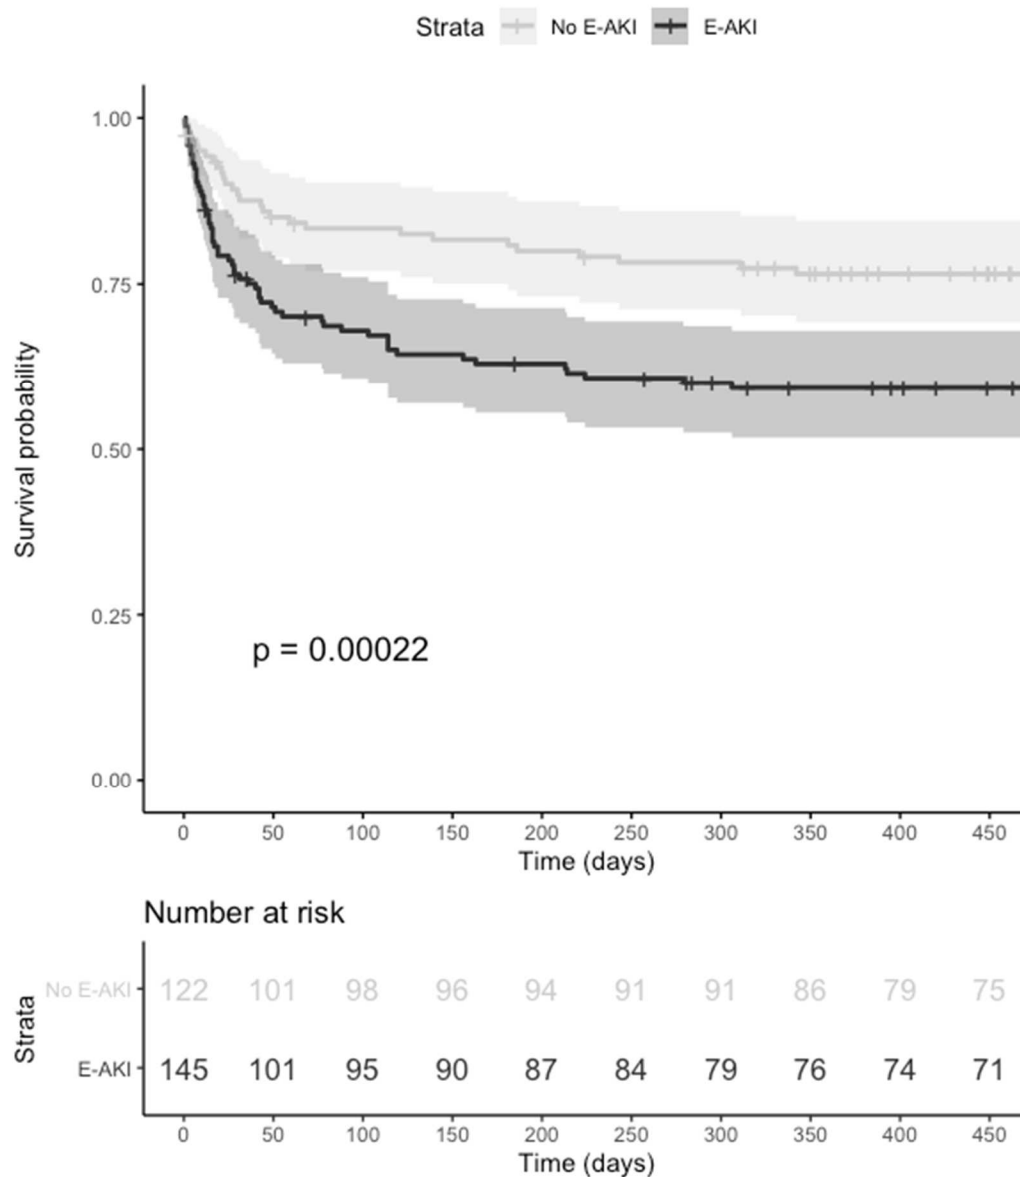 Strata No E-AKI E-AKI
1.00
0.75
0.50
0.25
0.00
Survival probability
p = 0.00022
0 50 100 150 200 250 300 350 400 450
Time (days)
Number at risk
Strata
No E-AKI 122 101 98 96 94 91 91 86 79 75
E-AKI 145 101 95 90 87 84 79 76 74 71
0 50 100 150 200 250 300 350 400 450
Time (days)